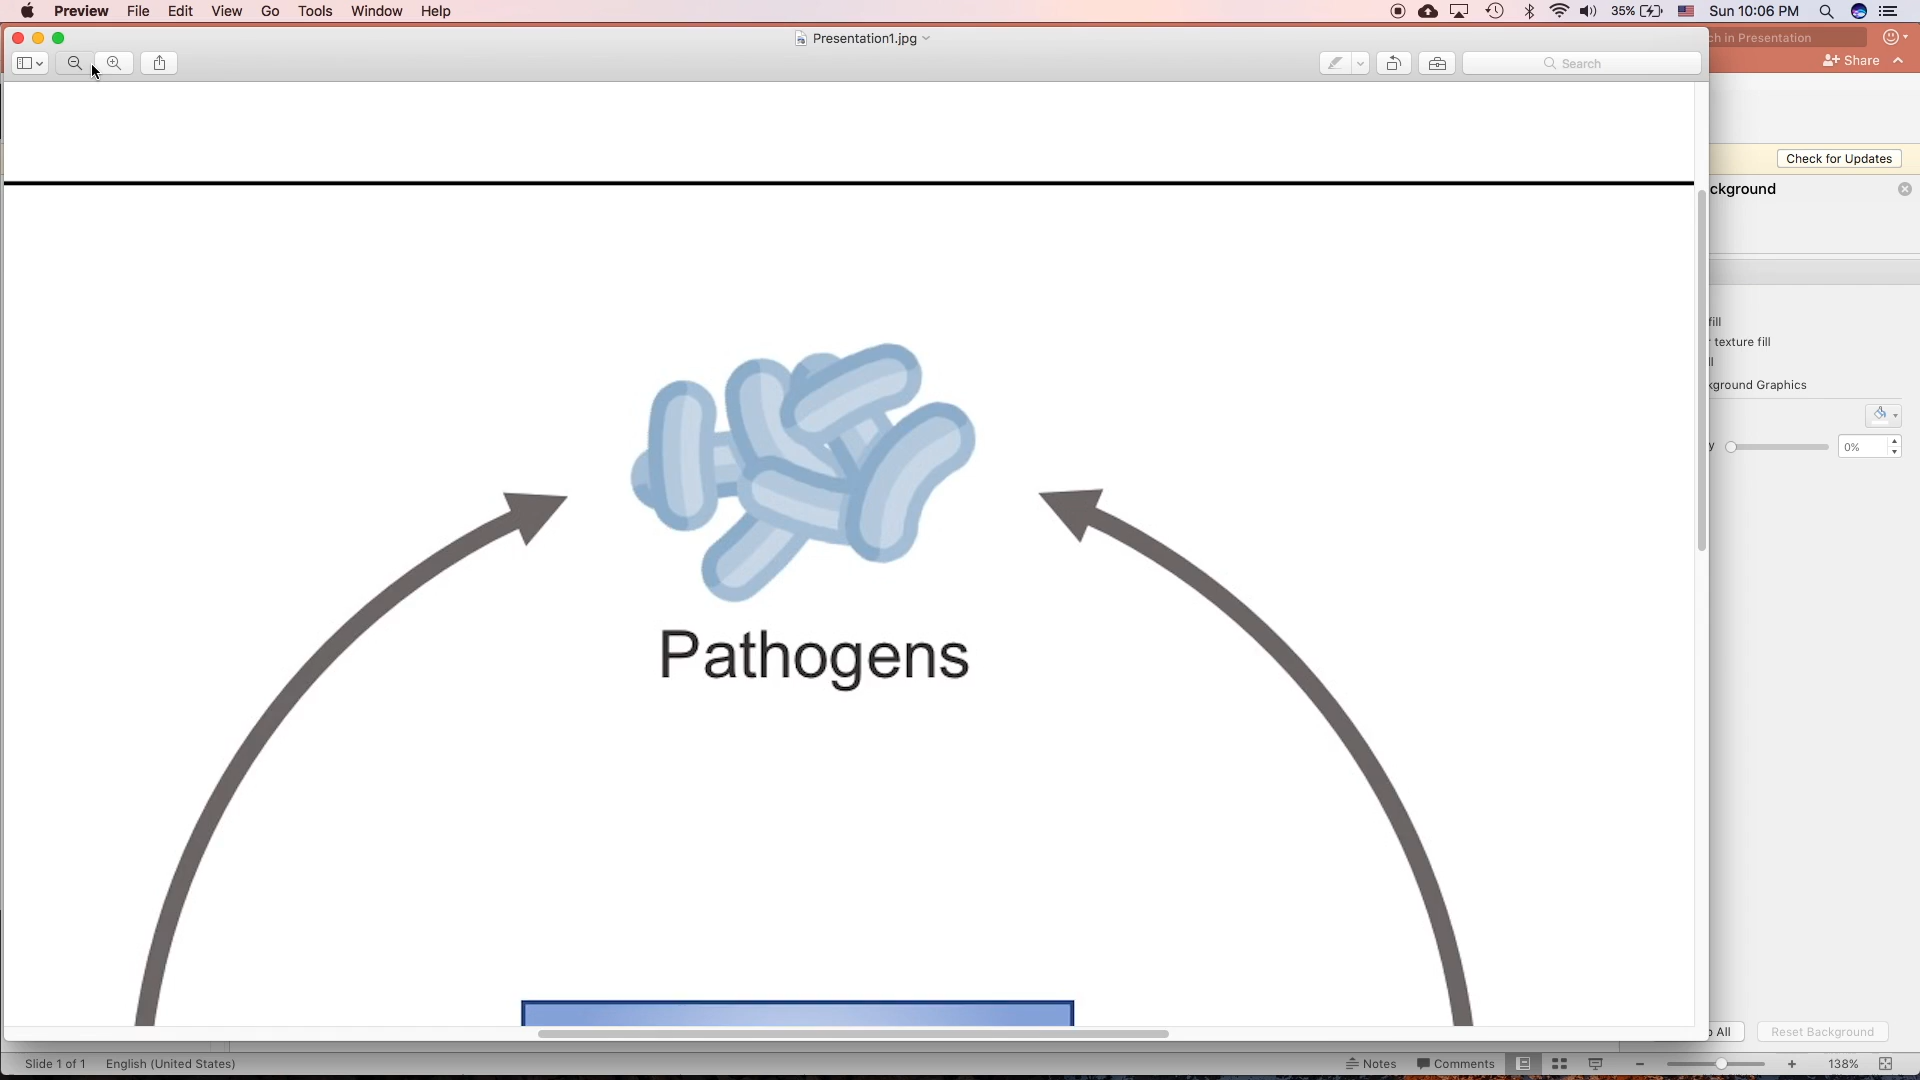 Preview File Edit View Go Tools Window Help
35% Sun 10:06 PM
Presentation1.jpg
ch in Presentation
Search
Share
Check for Updates
ckground
fill
texture fill
ll
kground Graphics
y 0%
Pathogens
All Reset Background
Slide 1 of 1 English (United States) Notes Comments 138%